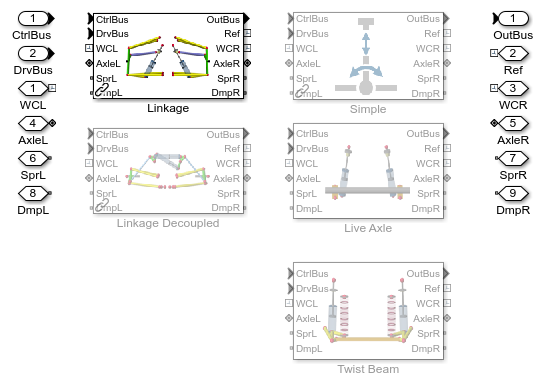 1
CtrlBus
2
DrvBus
1
WCL
4
AxleL
6
SprL
8
DmpL
CtrlBus OutBus
DrvBus Ref
WCL WCR
AxleL AxleR
SprL SprR
DmpL DmpR
Linkage
CtrlBus OutBus
DrvBus Ref
WCL WCR
AxleL AxleR
SprL SprR
DmpL DmpR
Simple
CtrlBus OutBus
DrvBus Ref
WCL WCR
AxleL AxleR
SprL SprR
DmpL DmpR
Linkage Decoupled
CtrlBus OutBus
DrvBus Ref
WCL WCR
AxleL AxleR
SprL SprR
DmpL DmpR
Live Axle
CtrlBus OutBus
DrvBus Ref
WCL WCR
AxleL AxleR
SprL SprR
DmpL DmpR
Twist Beam
1
OutBus
2
Ref
3
WCR
5
AxleR
7
SprR
9
DmpR